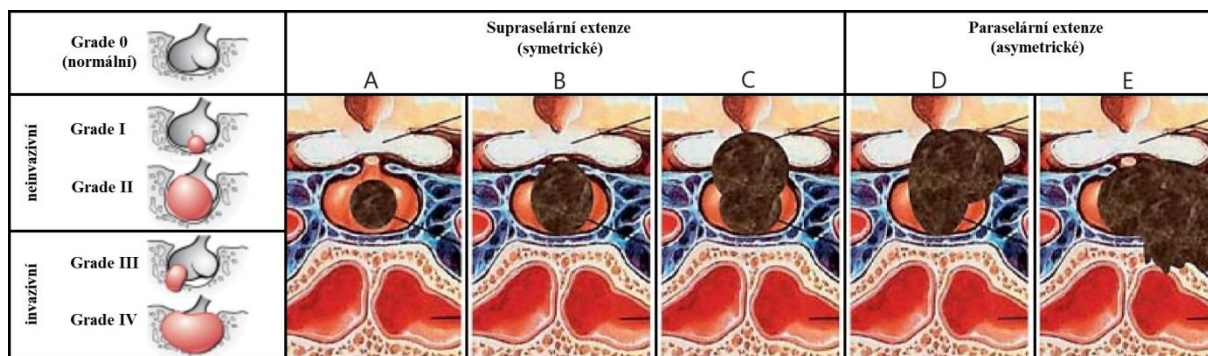 Grade 0
(normální)
Supraselární extenze
(symetrické)
Paraselární extenze
(asymetrické)
A
B
C
D
E
neinvazivní
Grade I
Grade II
invazivní
Grade III
Grade IV